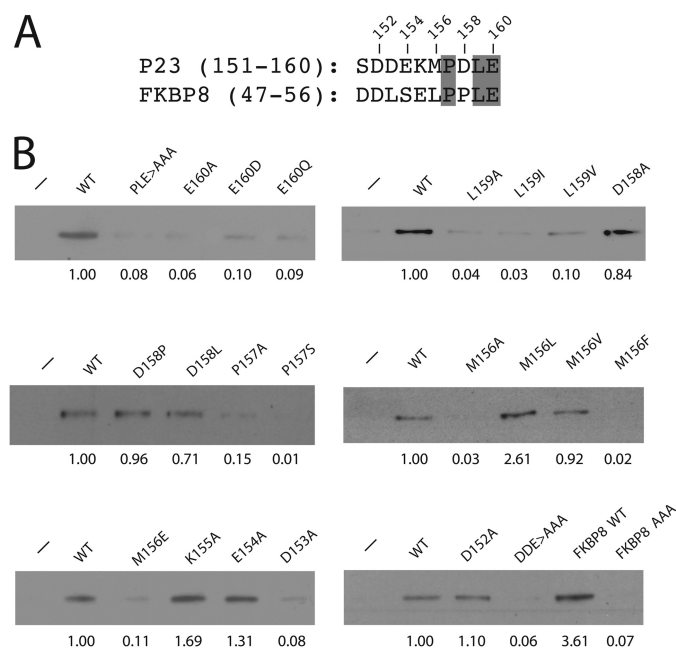 A
152 154 156 158 160
P23 (151-160): SDDEKMPDLE
FKBP8 (47-56): DDLSELPPLE
B
— WT PLE>AAA E160A E160D E160Q
1.00 0.08 0.06 0.10 0.09
— WT L159A L159I L159V D158A
1.00 0.04 0.03 0.10 0.84
— WT D158P D158L P157A P157S
1.00 0.96 0.71 0.15 0.01
— WT M156A M156L M156V M156F
1.00 0.03 2.61 0.92 0.02
— WT M156E K155A E154A D153A
1.00 0.11 1.69 1.31 0.08
— WT D152A DDE>AAA FKBP8 WT FKBP8 AAA
1.00 1.10 0.06 3.61 0.07